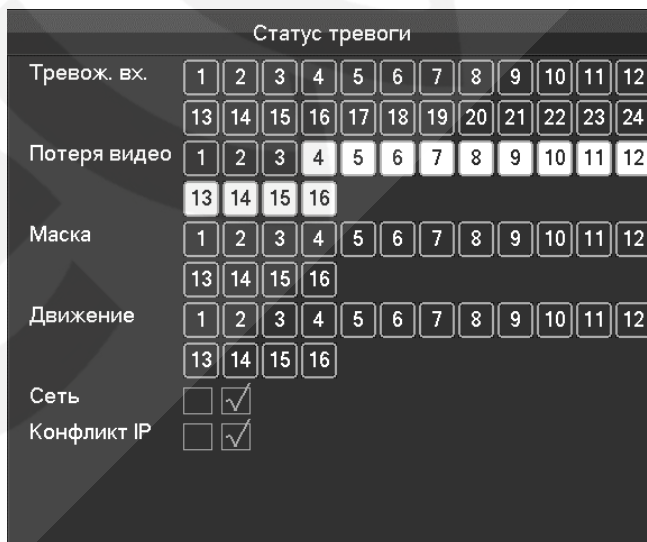 Статус тревоги
Тревож. вх. 1 2 3 4 5 6 7 8 9 10 11 12
13 14 15 16 17 18 19 20 21 22 23 24
Потеря видео 1 2 3 4 5 6 7 8 9 10 11 12
13 14 15 16
Маска 1 2 3 4 5 6 7 8 9 10 11 12
13 14 15 16
Движение 1 2 3 4 5 6 7 8 9 10 11 12
13 14 15 16
Сеть
Конфликт IP